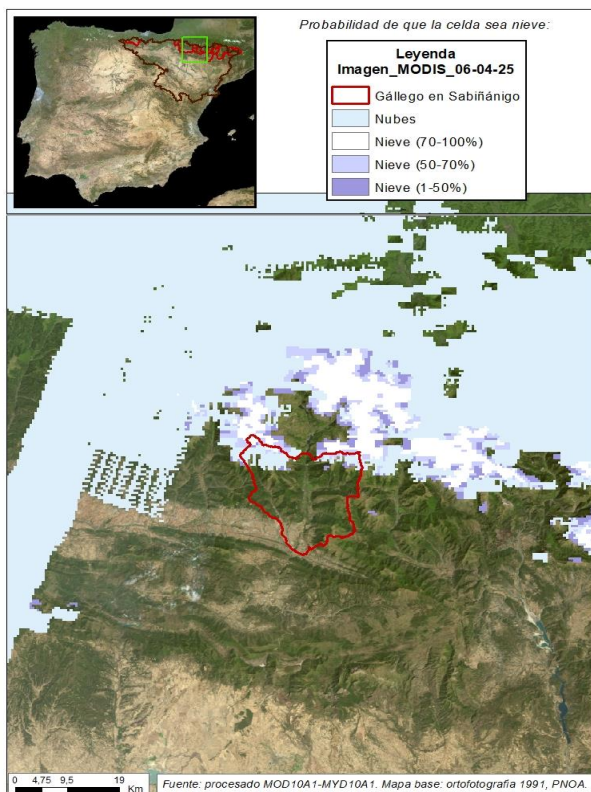 Probabilidad de que la celda sea nieve:
Leyenda
Imagen_MODIS_06-04-25
Gállego en Sabiñánigo
Nubes
Nieve (70-100%)
Nieve (50-70%)
Nieve (1-50%)
0 4,75 9,5 19
Km
Fuente: procesado MOD10A1-MYD10A1. Mapa base: ortofotografia 1991, PNOA.